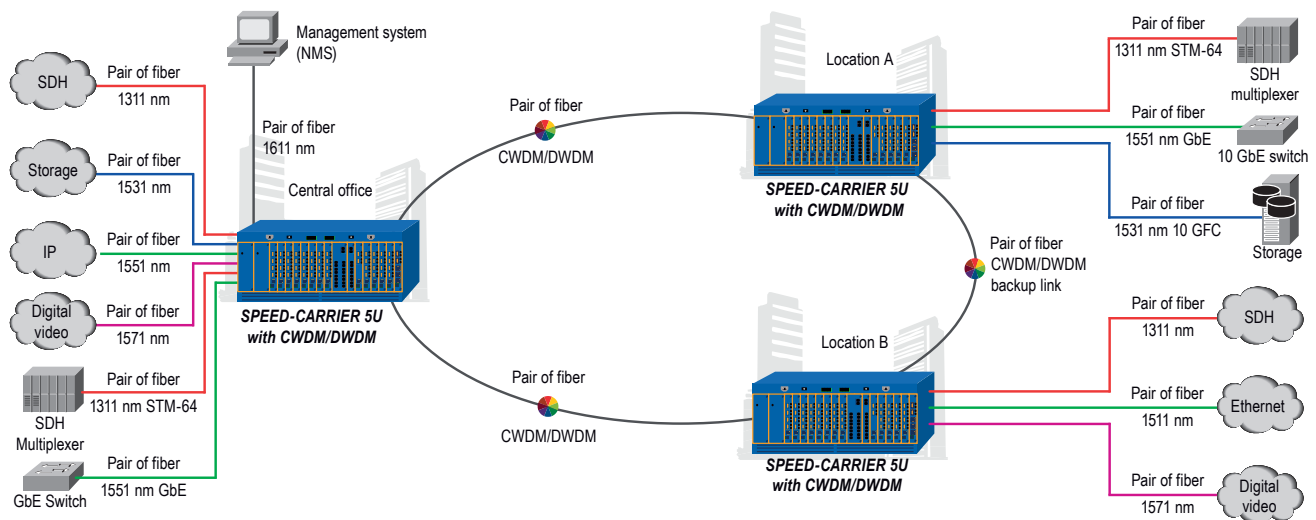 Management system
(NMS)
SDH
Pair of fiber
1311 nm
Pair of fiber
1611 nm
Storage
Pair of fiber
1531 nm
Central office
IP
Pair of fiber
1551 nm
Digital
video
Pair of fiber
1571 nm
SPEED-CARRIER 5U
with CWDM/DWDM
SDH
Multiplexer
Pair of fiber
1311 nm STM-64
GbE Switch
Pair of fiber
1551 nm GbE
Pair of fiber
CWDM/DWDM
Pair of fiber
CWDM/DWDM
Location A
SPEED-CARRIER 5U
with CWDM/DWDM
Pair of fiber
CWDM/DWDM
backup link
Location B
SPEED-CARRIER 5U
with CWDM/DWDM
Pair of fiber
1311 nm STM-64
SDH
multiplexer
Pair of fiber
1551 nm GbE
10 GbE switch
Pair of fiber
1531 nm 10 GFC
Storage
Pair of fiber
1311 nm
SDH
Pair of fiber
1511 nm
Ethernet
Pair of fiber
1571 nm
Digital
video